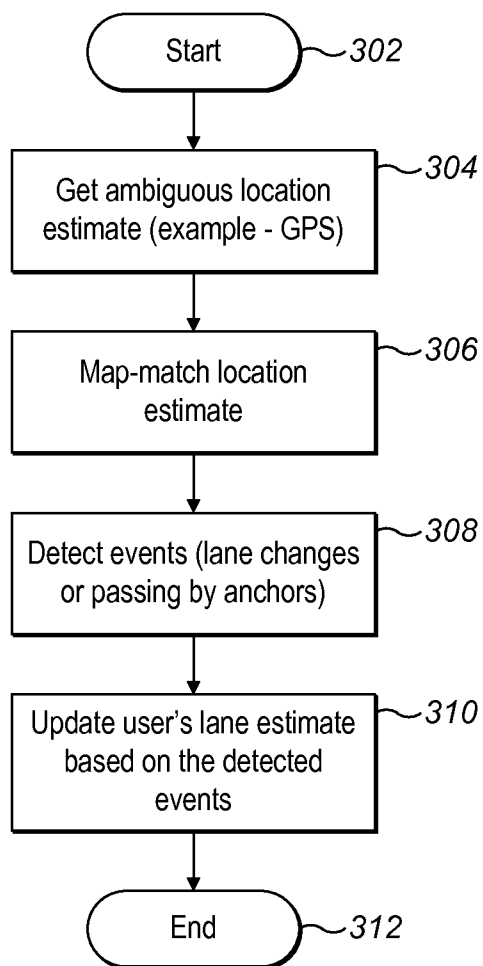 Start
302
304
Get ambiguous location
estimate (example - GPS)
306
Map-match location
estimate
308
Detect events (lane changes
or passing by anchors)
310
Update user's lane estimate
based on the detected
events
End
312